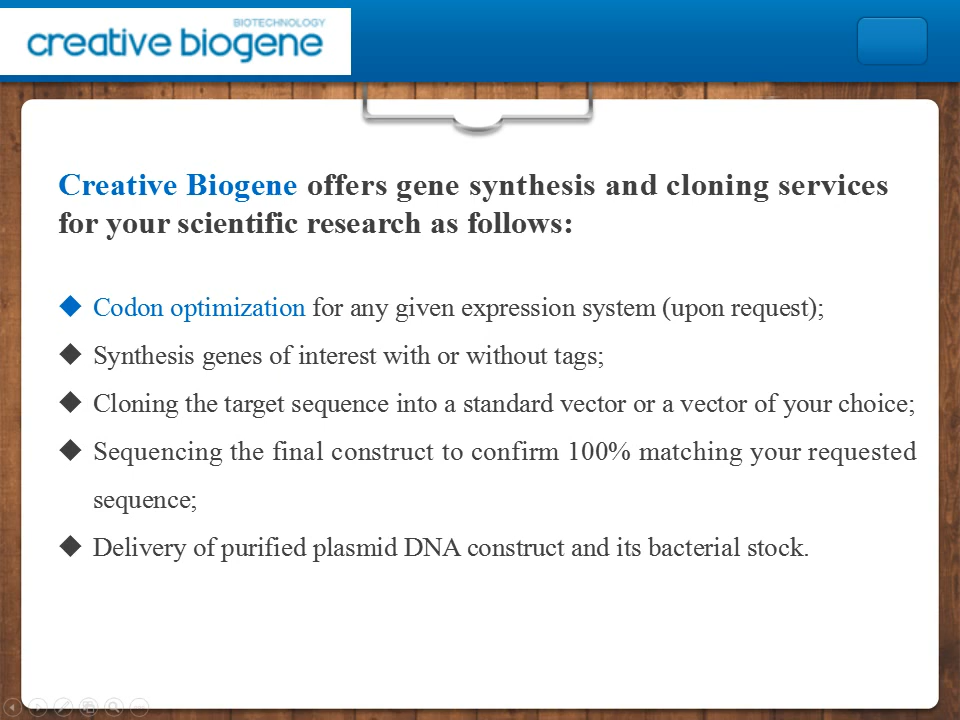 BIOTECHNOLOGY
creative biogene
Creative Biogene offers gene synthesis and cloning services
for your scientific research as follows:
◆ Codon optimization for any given expression system (upon request);
◆ Synthesis genes of interest with or without tags;
◆ Cloning the target sequence into a standard vector or a vector of your choice;
◆ Sequencing the final construct to confirm 100% matching your requested
sequence;
◆ Delivery of purified plasmid DNA construct and its bacterial stock.